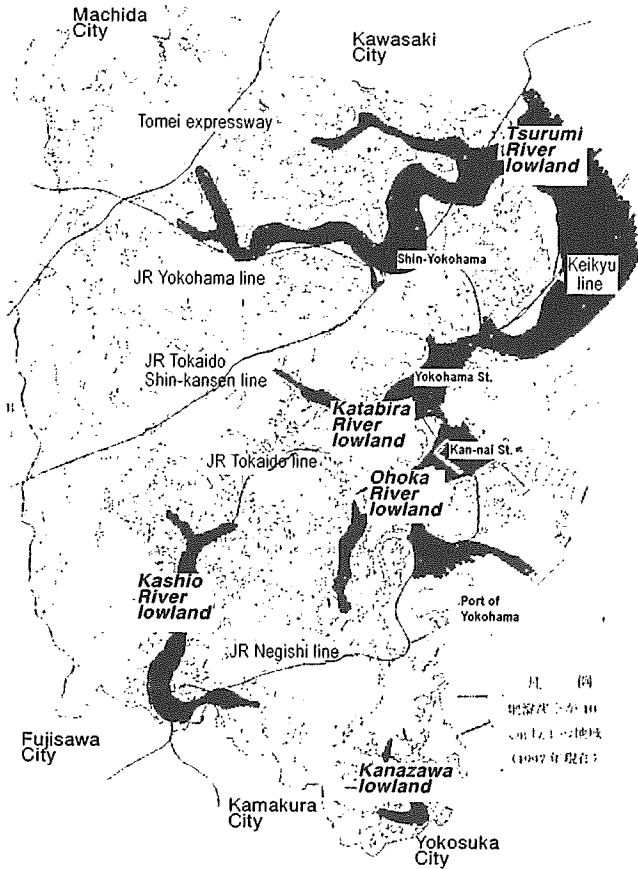 Machida
City
Kawasaki
City
Tomei expressway
Tsurumi
River
lowland
Shin-Yokohama
Keikyu
line
JR Yokohama line
JR Tokaido
Shin-kansen line
Yokohama St.
Katabira
River
lowland
Kan-nai St.
JR Tokaido line
Ohoka
River
lowland
Kashio
River
lowland
Port of
Yokohama
JR Negishi line
凡 例
Fujisawa
City
Kanazawa
lowland
Kamakura
City
Yokosuka
City